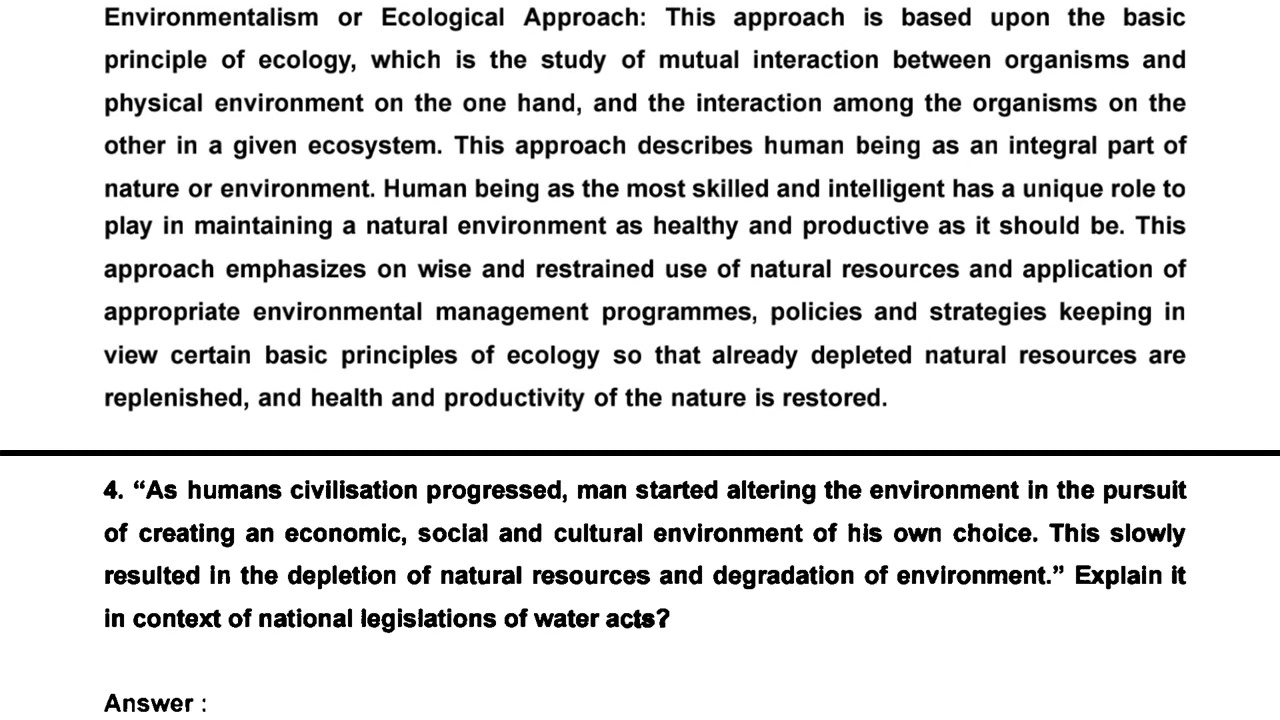 Environmentalism or Ecological Approach: This approach is based upon the basic
principle of ecology, which is the study of mutual interaction between organisms and
physical environment on the one hand, and the interaction among the organisms on the
other in a given ecosystem. This approach describes human being as an integral part of
nature or environment. Human being as the most skilled and intelligent has a unique role to
play in maintaining a natural environment as healthy and productive as it should be. This
approach emphasizes on wise and restrained use of natural resources and application of
appropriate environmental management programmes, policies and strategies keeping in
view certain basic principles of ecology so that already depleted natural resources are
replenished, and health and productivity of the nature is restored.
4. “As humans civilisation progressed, man started altering the environment in the pursuit
of creating an economic, social and cultural environment of his own choice. This slowly
resulted in the depletion of natural resources and degradation of environment.” Explain it
in context of national legislations of water acts?
Answer :